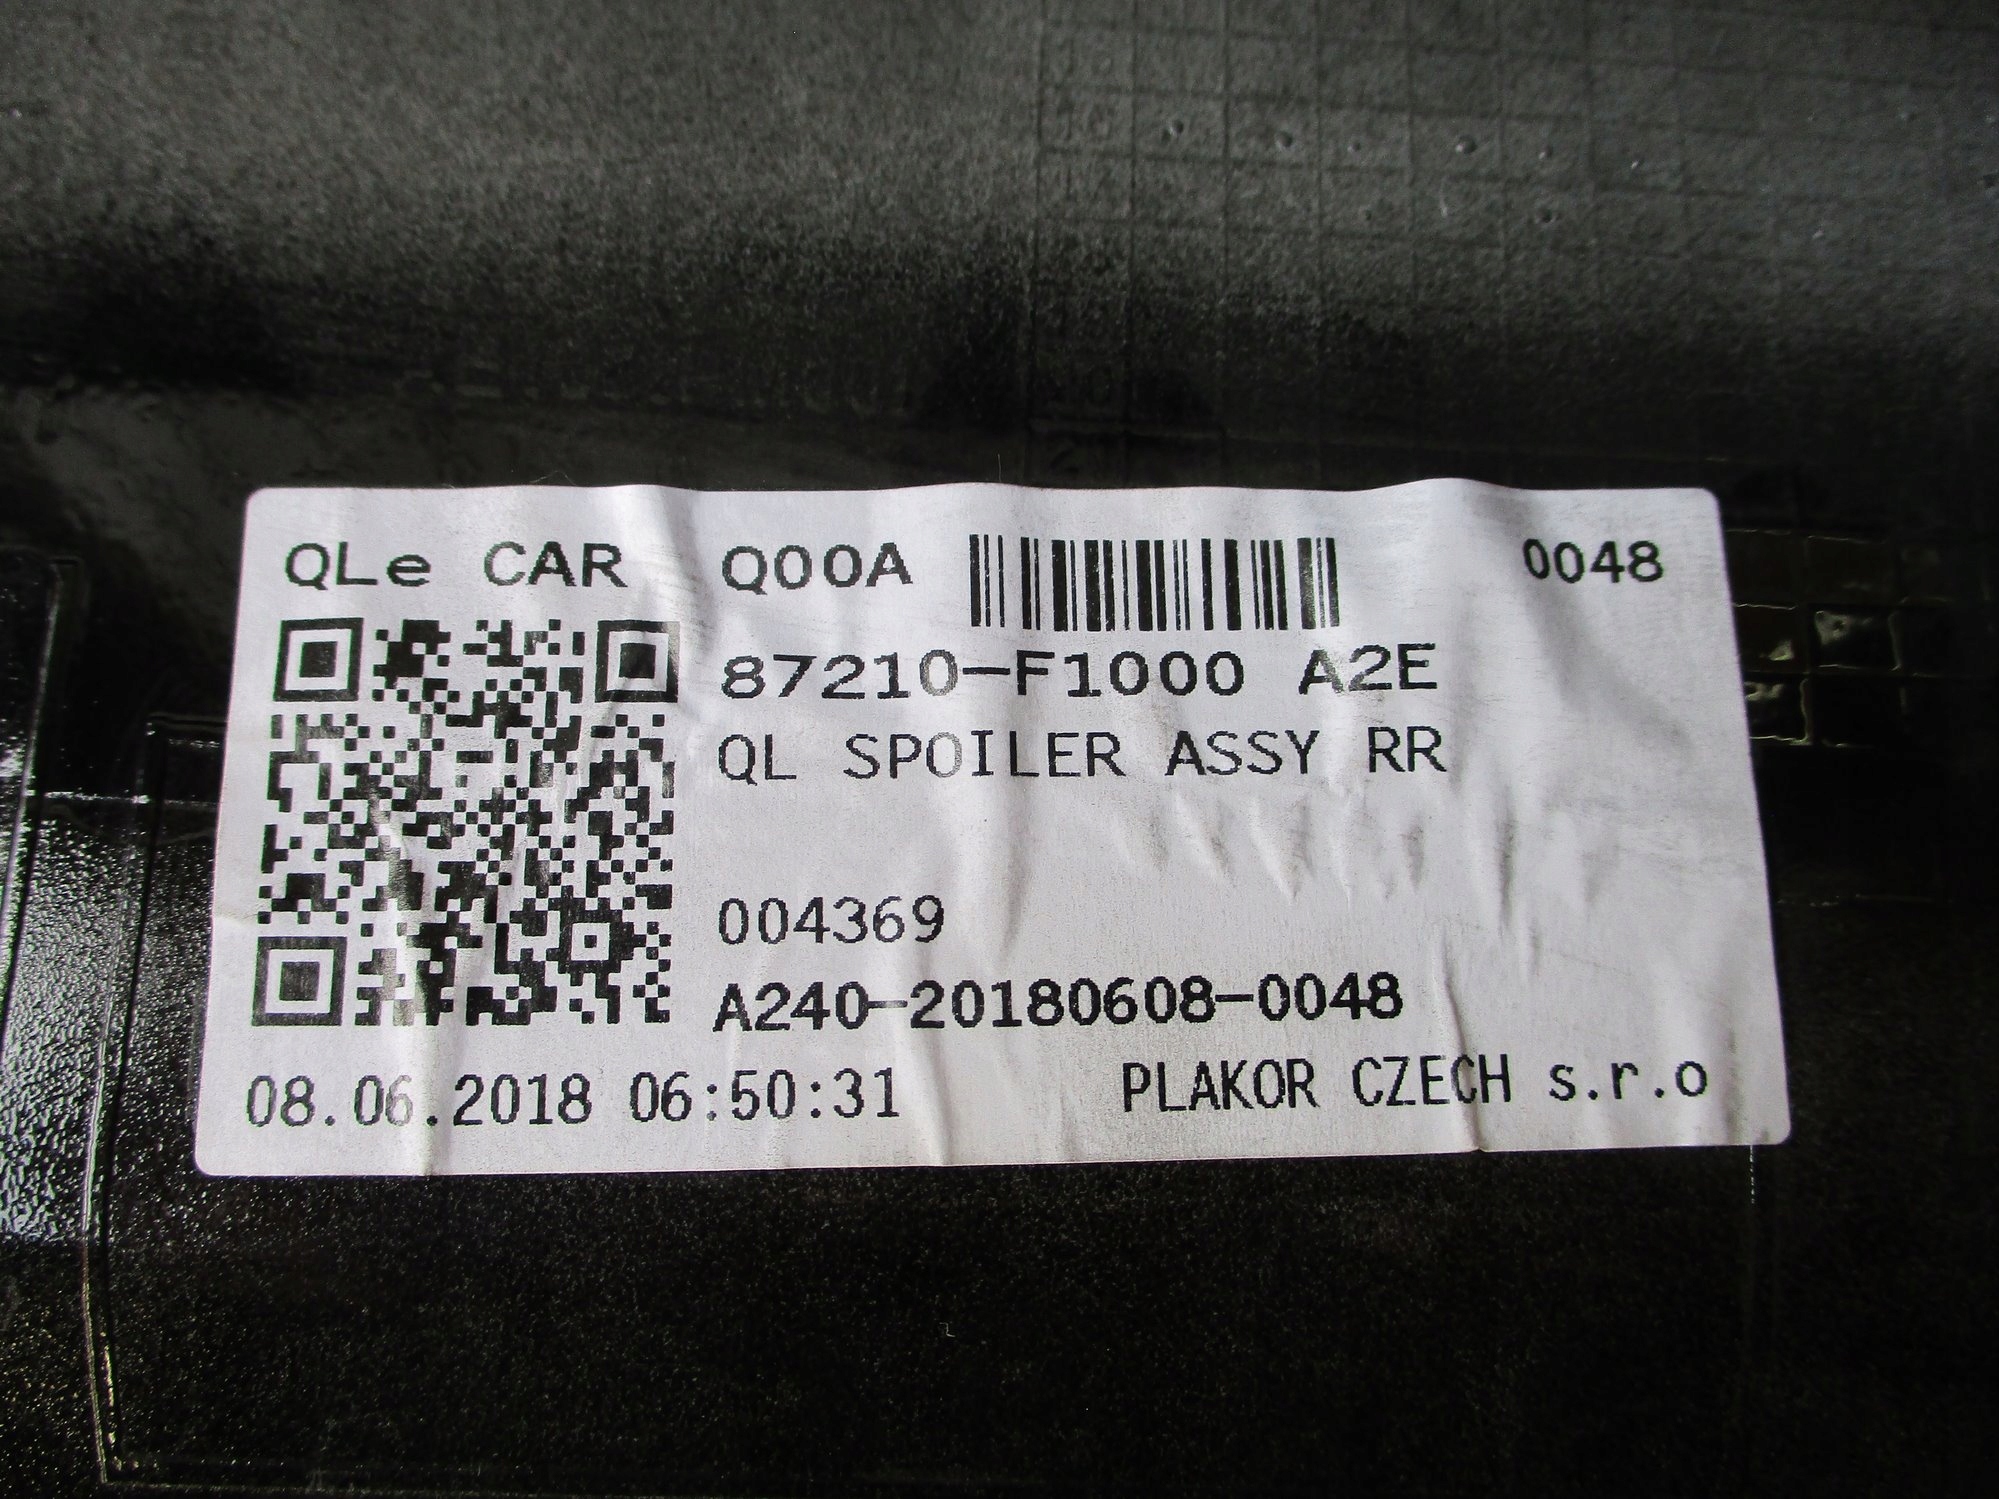 QLe CAR Q00A 0048
87210-F1000 A2E
QL SPOILER ASSY RR
004369
A240-20180608-0048
08.06.2018 06:50:31 PLAKOR CZECH s.r.o